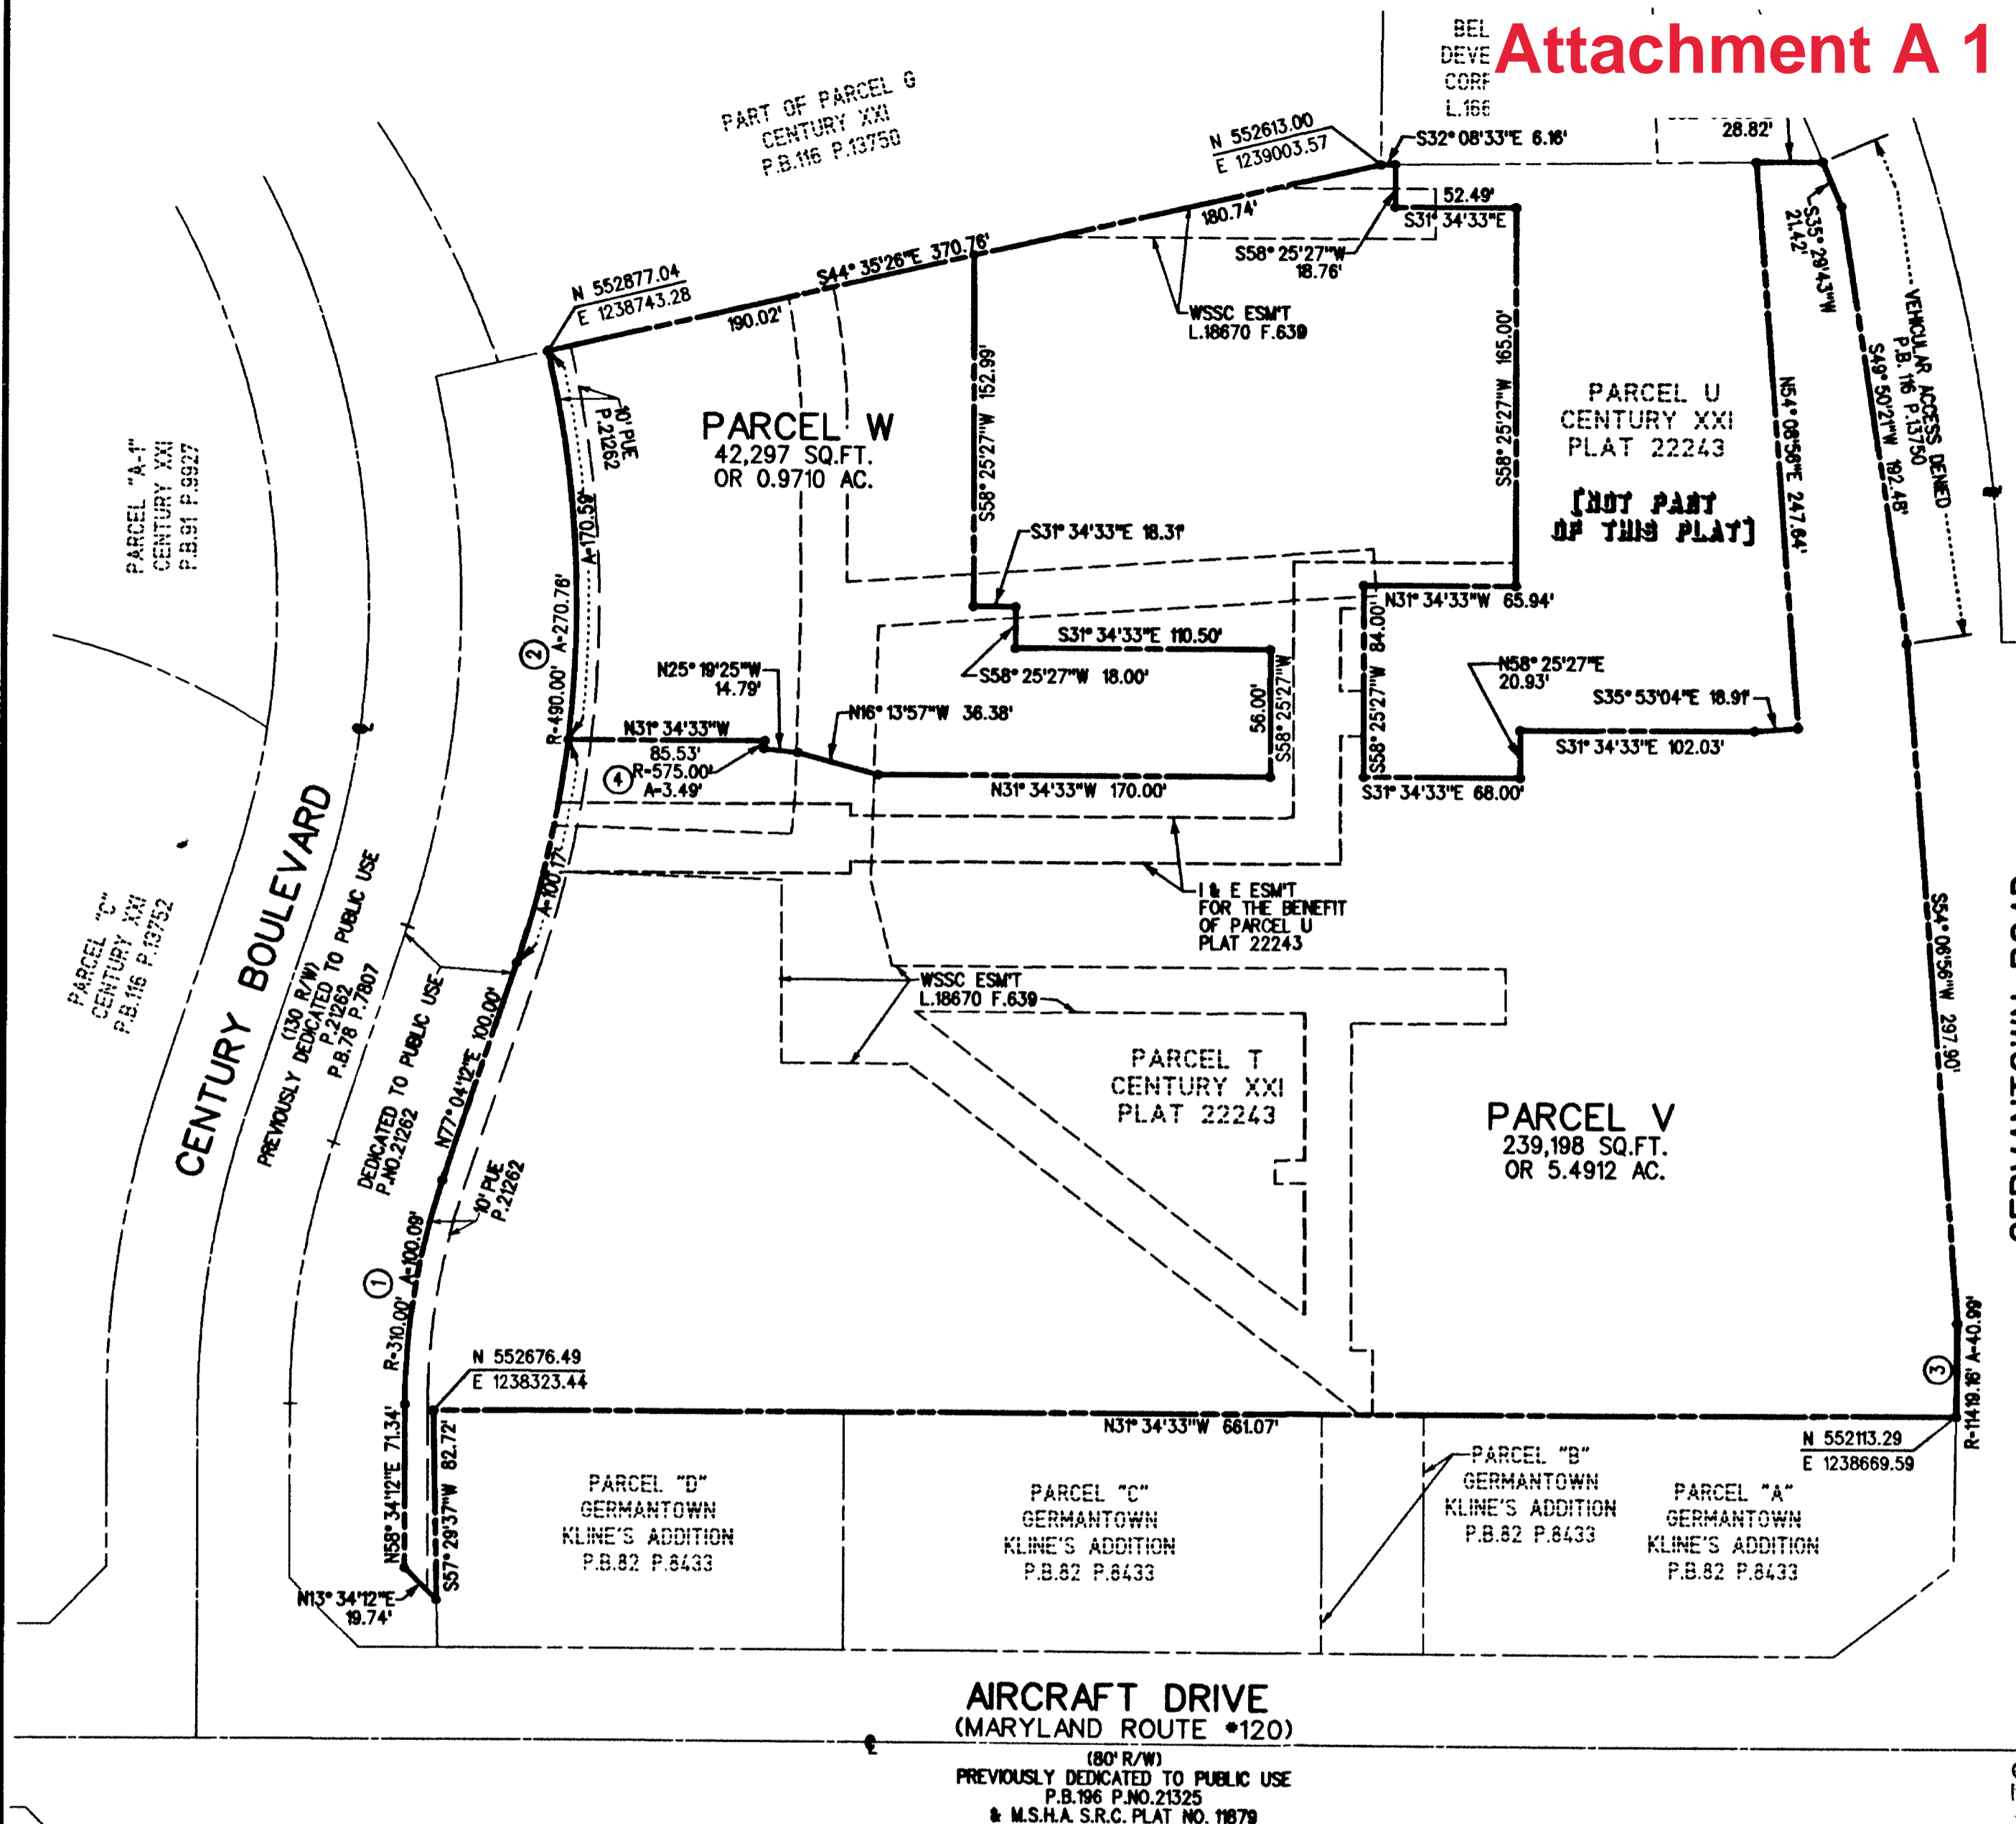 Attachment A 1
BEL
DEVE
CORF
L.166
28.82'
PART OF PARCEL G
CENTURY XXI
P.B.116 P.13750
N 552613.00
E 1239003.57
S32° 08'33"E 6.16'
52.49'
S31° 34'33"E
180.74'
S58° 25'27"W
18.76'
S44° 35'26"E 370.76'
N 552877.04
E 1238743.28
190.02'
WSSC ESM'T
L.18670 F.639
S35° 29'43"W
21.42'
VEHICULAR ACCESS DENIED
P.B. 116 P.13750
S49° 50'21"W 192.48'
10' PUE
P.21262
PARCEL W
42,297 SQ.FT.
OR 0.9710 AC.
S58° 25'27"W 152.99'
S58° 25'27"W 165.00'
PARCEL U
CENTURY XXI
PLAT 22243
[NOT PART
OF THIS PLAT]
N54° 06'56"E 247.64'
PARCEL "A-1"
CENTURY XXI
P.B.91 P.9927
A=170.59'
S31° 34'33"E 18.31'
N31° 34'33"W 65.94'
2
R=490.00' A=270.76'
S31° 34'33"E 110.50'
S58° 25'27"W 18.00'
56.00'
S58° 25'27"W
S58° 25'27"W 84.00'
N25° 19'25"W
14.79'
N58° 25'27"E
20.93'
S35° 53'04"E 18.91'
N16° 13'57"W 36.38'
N31° 34'33"W
85.53'
4
R=575.00'
A=3.49'
S31° 34'33"E 102.03'
N31° 34'33"W 170.00'
S31° 34'33"E 68.00'
A=100.17'
I & E ESM'T
FOR THE BENEFIT
OF PARCEL U
PLAT 22243
PARCEL "C"
CENTURY XXI
P.B.116 P.13752
CENTURY BOULEVARD
(130 R/W)
PREVIOUSLY DEDICATED TO PUBLIC USE
P.21262
P.B.78 P.7807
DEDICATED TO PUBLIC USE
P.NO.21262
N77° 04'12"E 100.00'
WSSC ESM'T
L.18670 F.639
S54° 06'56"W 297.90'
PARCEL T
CENTURY XXI
PLAT 22243
PARCEL V
239,198 SQ.FT.
OR 5.4912 AC.
10' PUE
P.21262
1
R=310.00' A=100.09'
3
R=11419.16' A=40.99'
N 552676.49
E 1238323.44
N31° 34'33"W 661.07'
N 552113.29
E 1238669.59
N58° 34'12"E 71.34'
S57° 29'37"W 82.72'
N13° 34'12"E
19.74'
PARCEL "D"
GERMANTOWN
KLINE'S ADDITION
P.B.82 P.8433
PARCEL "C"
GERMANTOWN
KLINE'S ADDITION
P.B.82 P.8433
PARCEL "B"
GERMANTOWN
KLINE'S ADDITION
P.B.82 P.8433
PARCEL "A"
GERMANTOWN
KLINE'S ADDITION
P.B.82 P.8433
AIRCRAFT DRIVE
(MARYLAND ROUTE #120)
(80' R/W)
PREVIOUSLY DEDICATED TO PUBLIC USE
P.B.196 P.NO.21325
& M.S.H.A. S.R.C. PLAT NO. 11679